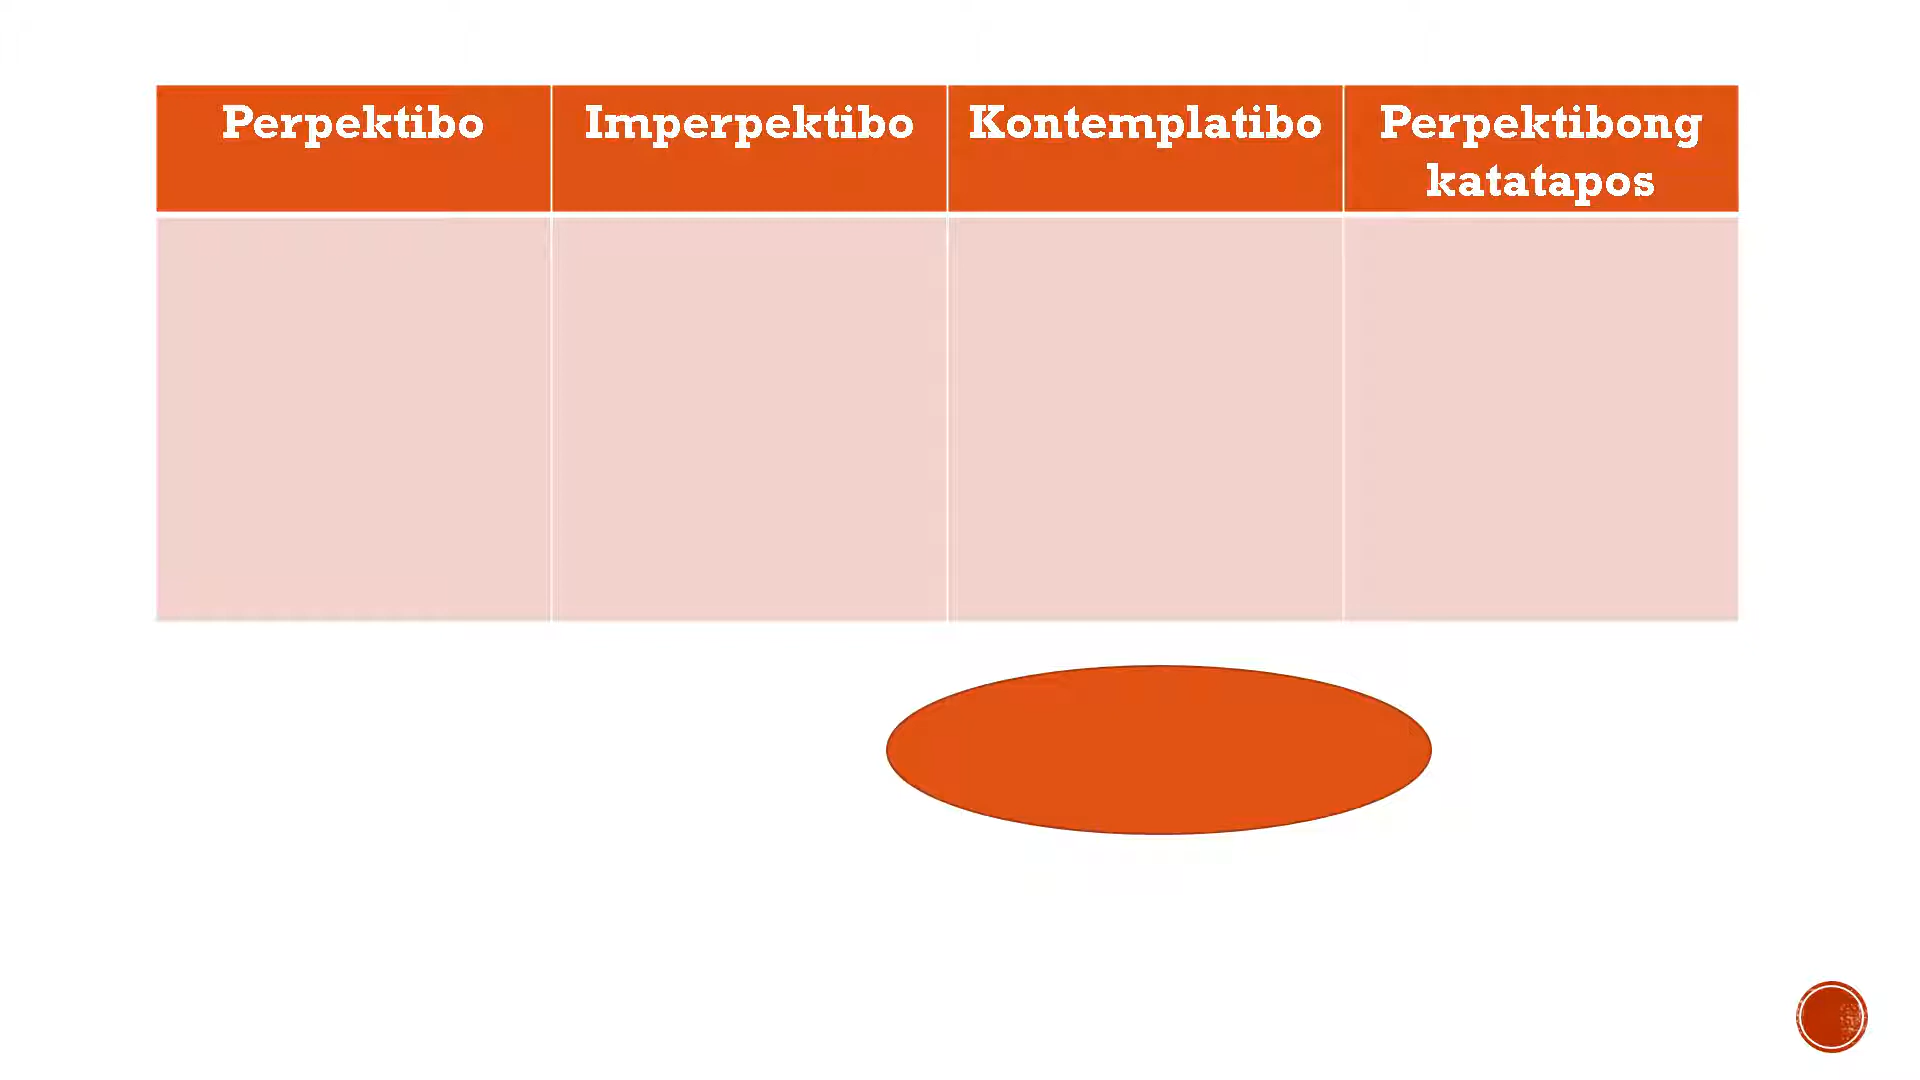 Perpektibo
Imperpektibo
Kontemplatibo
Perpektibong
katatapos